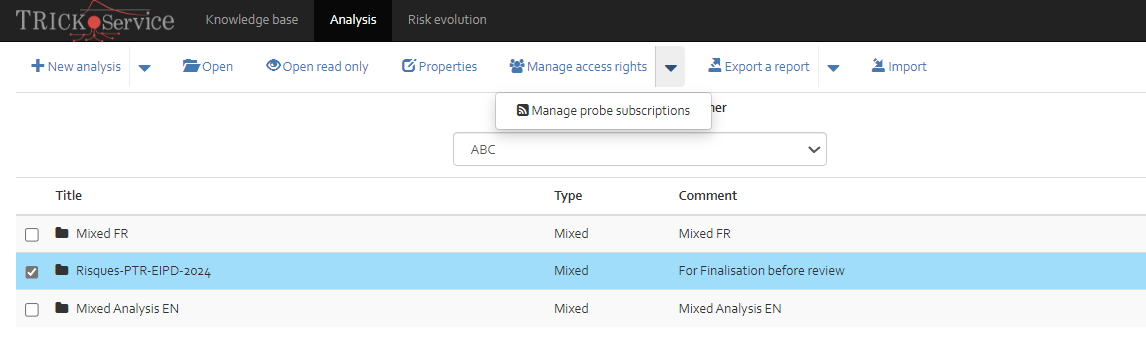 TRICK Service Knowledge base Analysis Risk evolution
New analysis Open Open read only Properties Manage access rights Export a report Import
Manage probe subscriptions
ABC
Title Type Comment
Mixed FR Mixed Mixed FR
Risques-PTR-EIPD-2024 Mixed For Finalisation before review
Mixed Analysis EN Mixed Mixed Analysis EN